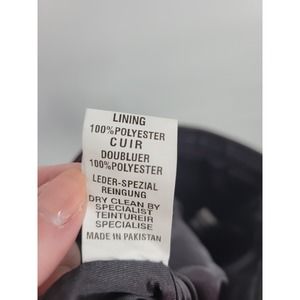 LINING
100%POLYESTER
CUIR
DOUBLUER
100%POLYESTER
LEDER-SPEZIAL
REINGUNG
DRY CLEAN BY
SPECIALIST
TEINTUREIR
SPECIALISE
MADE IN PAKISTAN